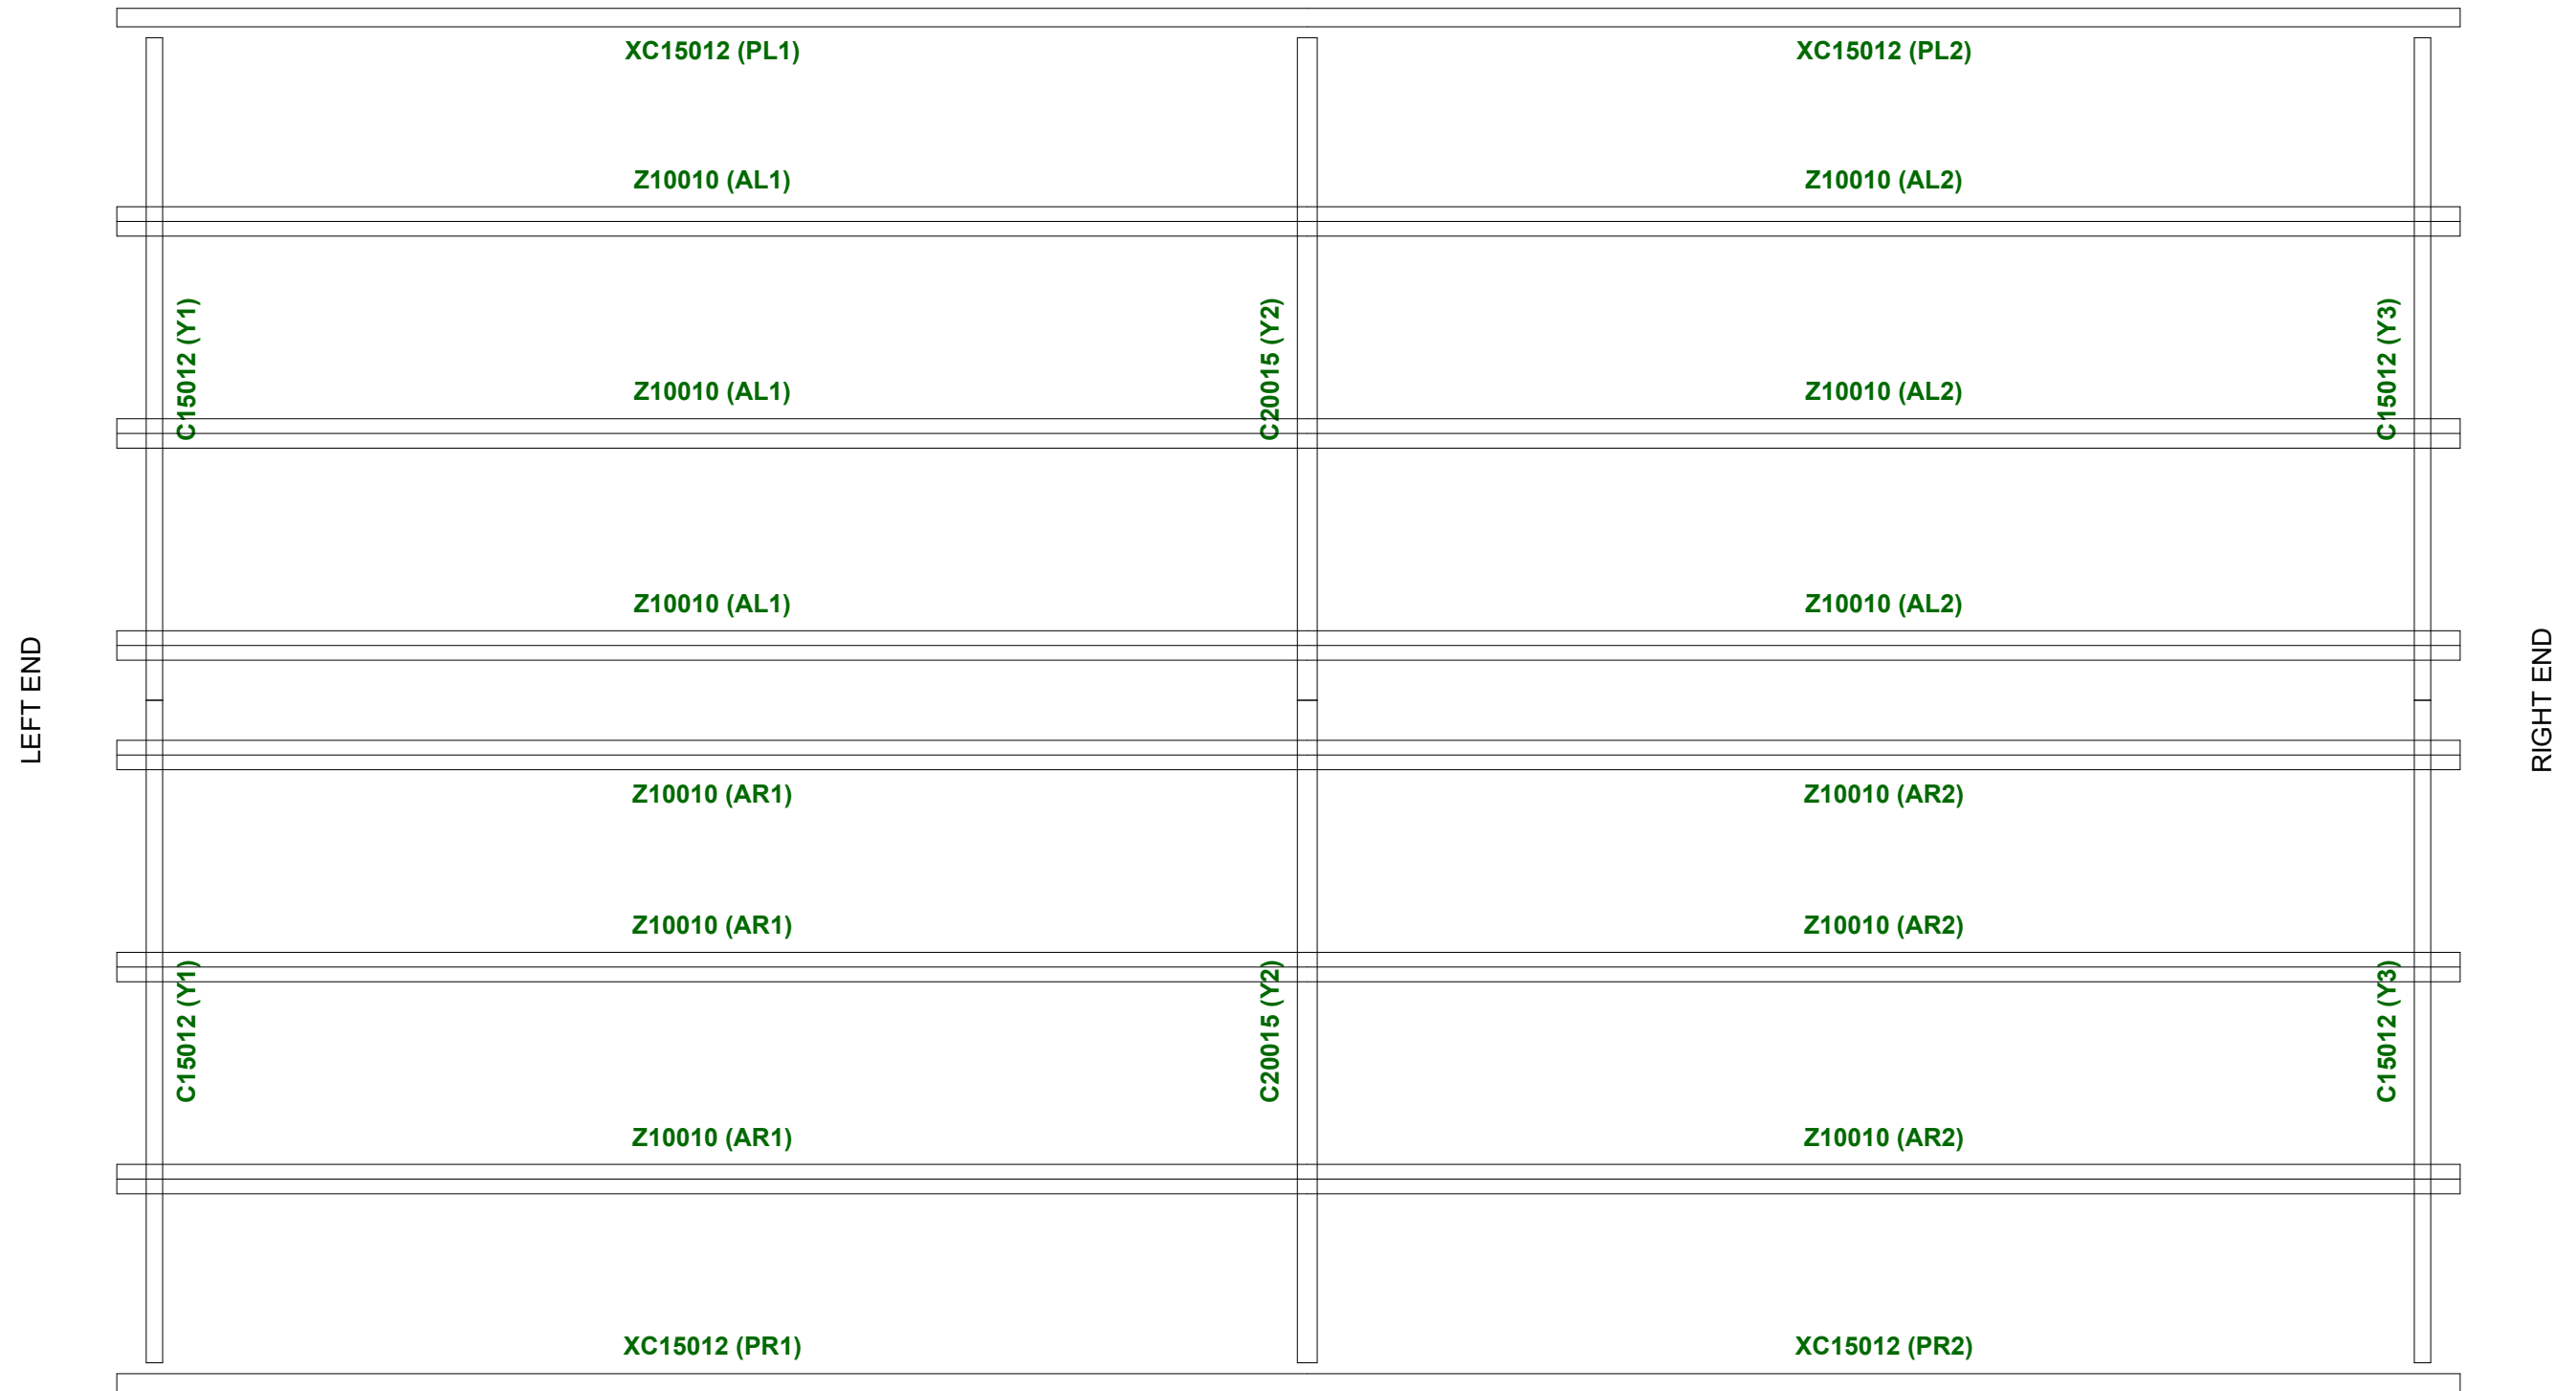 XC15012 (PL1)
XC15012 (PL2)
Z10010 (AL1)
Z10010 (AL2)
C15012 (Y1)
C20015 (Y2)
C15012 (Y3)
Z10010 (AL1)
Z10010 (AL2)
Z10010 (AL1)
Z10010 (AL2)
LEFT END
RIGHT END
Z10010 (AR1)
Z10010 (AR2)
Z10010 (AR1)
Z10010 (AR2)
C15012 (Y1)
C20015 (Y2)
C15012 (Y3)
Z10010 (AR1)
Z10010 (AR2)
XC15012 (PR1)
XC15012 (PR2)